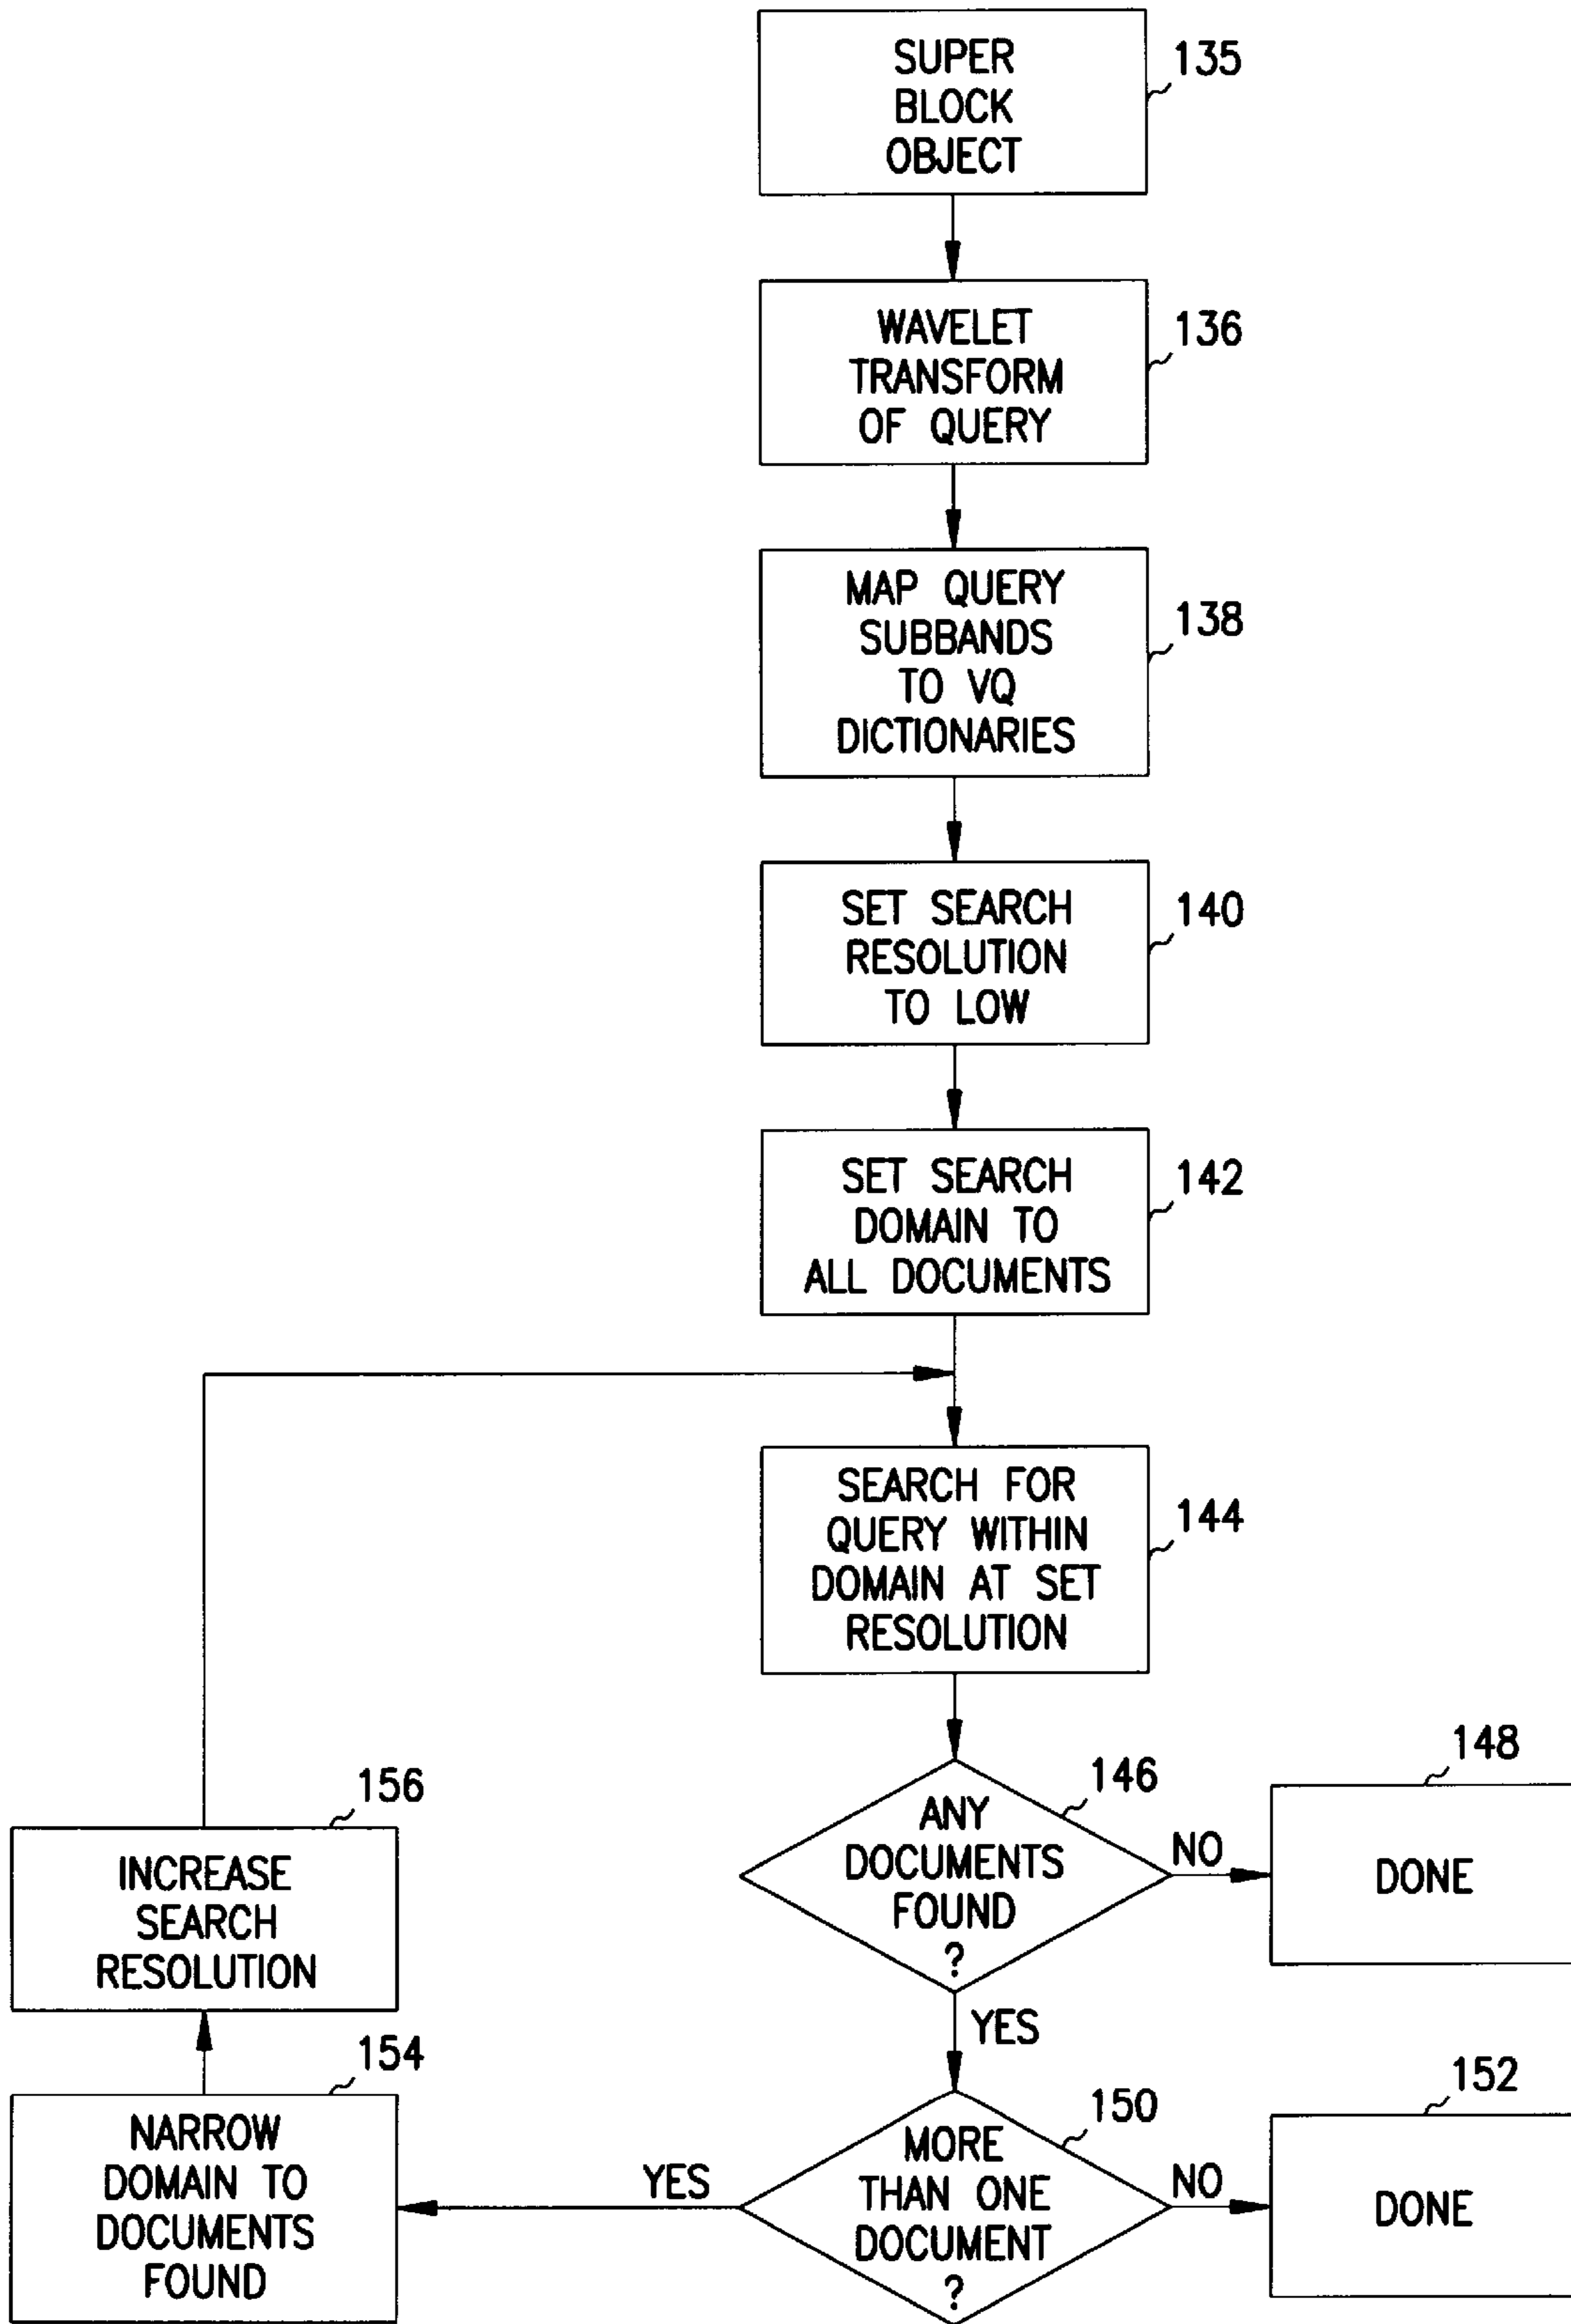 SUPER
BLOCK
OBJECT
135
WAVELET
TRANSFORM
OF QUERY
136
MAP QUERY
SUBBANDS
TO VQ
DICTIONARIES
138
SET SEARCH
RESOLUTION
TO LOW
140
SET SEARCH
DOMAIN TO
ALL DOCUMENTS
142
SEARCH FOR
QUERY WITHIN
DOMAIN AT SET
RESOLUTION
144
ANY
DOCUMENTS
FOUND
?
146
NO
DONE
148
YES
MORE
THAN ONE
DOCUMENT
?
150
NO
DONE
152
YES
NARROW
DOMAIN TO
DOCUMENTS
FOUND
154
INCREASE
SEARCH
RESOLUTION
156